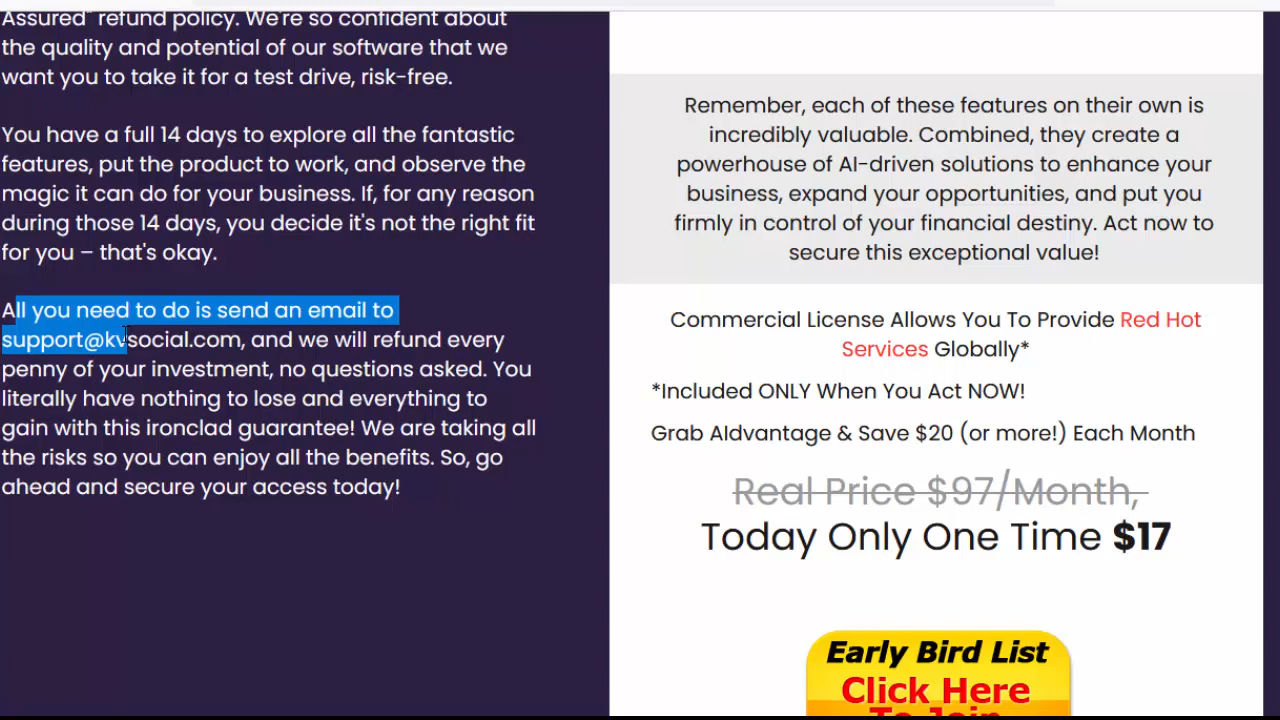 Assured" refund policy. We're so confident about
the quality and potential of our software that we
want you to take it for a test drive, risk-free.
You have a full 14 days to explore all the fantastic
features, put the product to work, and observe the
magic it can do for your business. If, for any reason
during those 14 days, you decide it's not the right fit
for you – that's okay.
All you need to do is send an email to
support@kvsocial.com, and we will refund every
penny of your investment, no questions asked. You
literally have nothing to lose and everything to
gain with this ironclad guarantee! We are taking all
the risks so you can enjoy all the benefits. So, go
ahead and secure your access today!
Remember, each of these features on their own is
incredibly valuable. Combined, they create a
powerhouse of AI-driven solutions to enhance your
business, expand your opportunities, and put you
firmly in control of your financial destiny. Act now to
secure this exceptional value!
Commercial License Allows You To Provide Red Hot
Services Globally*
*Included ONLY When You Act NOW!
Grab AIdvantage & Save $20 (or more!) Each Month
Real Price $97/Month,
Today Only One Time $17
Early Bird List
Click Here
To Join